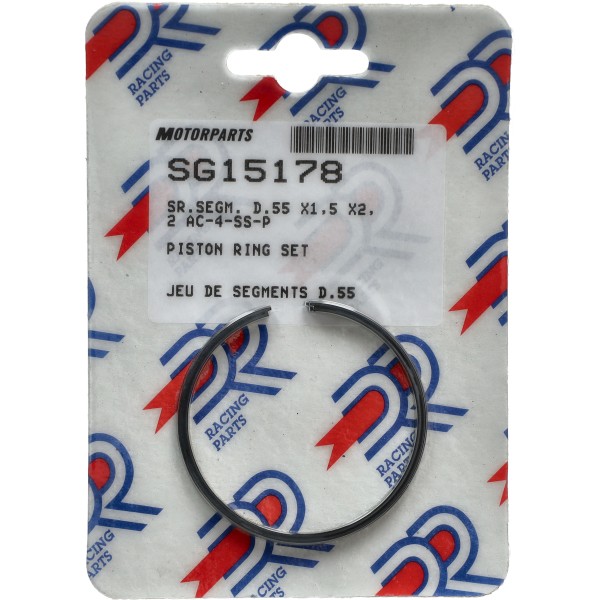 RACING
PARTS
RACING
PARTS
MOTORPARTS
SG15178
SR.SEGM. D.55 X1,5 X2,
2 AC-4-SS-P
PISTON RING SET
JEU DE SEGMENTS D.55
RACING
PARTS
RACING
PARTS
RACING
PARTS
RACING
PARTS